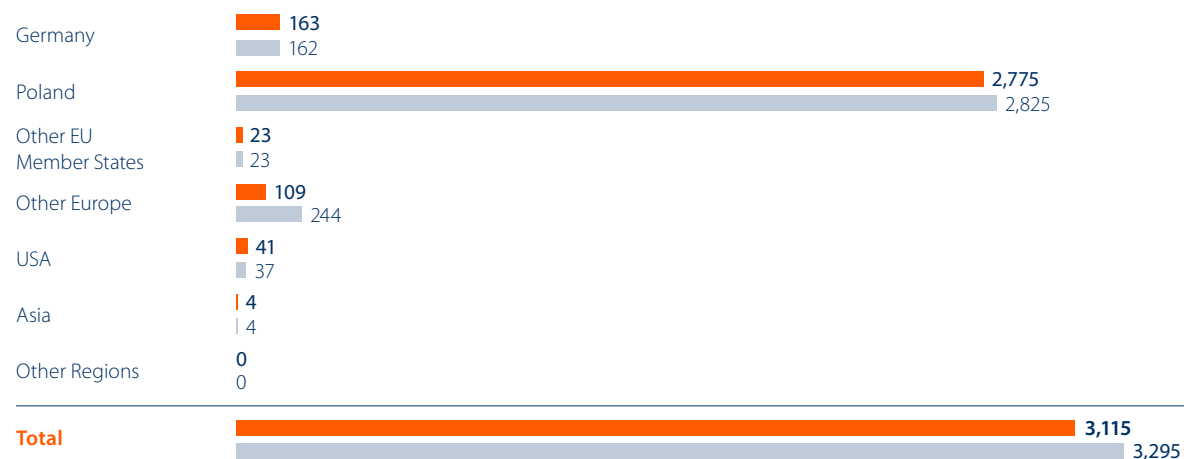 Germany
163
162
Poland
2,775
2,825
Other EU
Member States
23
23
Other Europe
109
244
USA
41
37
Asia
4
4
Other Regions
0
0
Total
3,115
3,295